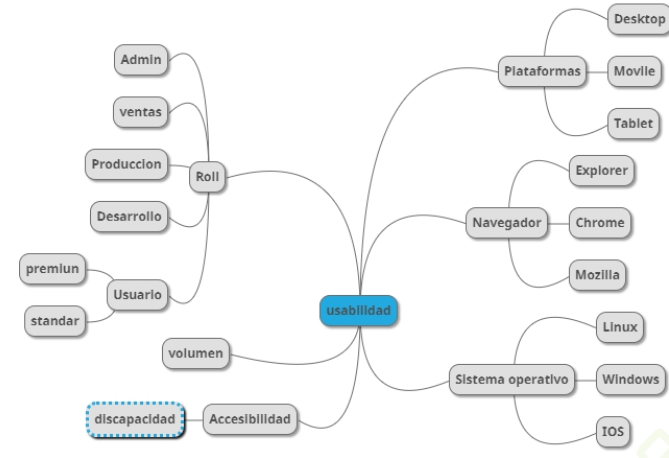 usabilidad
Roll
Admin
ventas
Produccion
Desarrollo
Usuario
premiun
standar
volumen
Accesibilidad
discapacidad
Plataformas
Desktop
Movile
Tablet
Navegador
Explorer
Chrome
Mozilla
Sistema operativo
Linux
Windows
IOS